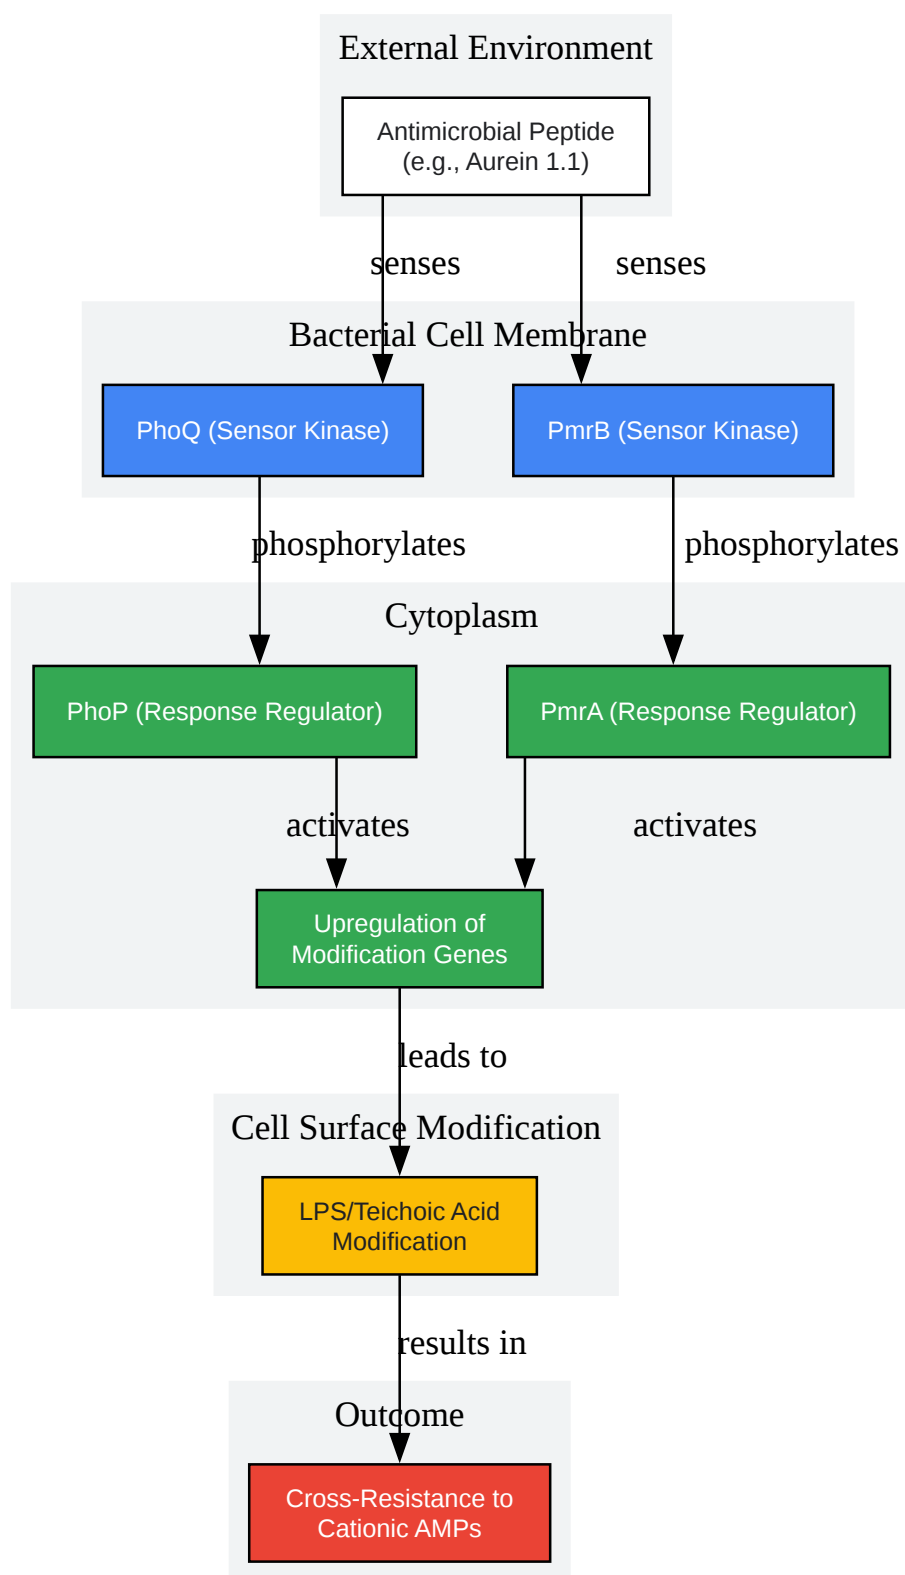 External Environment
Antimicrobial Peptide
(e.g., Aurein 1.1)
senses
senses
Bacterial Cell Membrane
PhoQ (Sensor Kinase)
PmrB (Sensor Kinase)
phosphorylates
phosphorylates
Cytoplasm
PhoP (Response Regulator)
PmrA (Response Regulator)
activates
activates
Upregulation of
Modification Genes
leads to
Cell Surface Modification
LPS/Teichoic Acid
Modification
results in
Outcome
Cross-Resistance to
Cationic AMPs